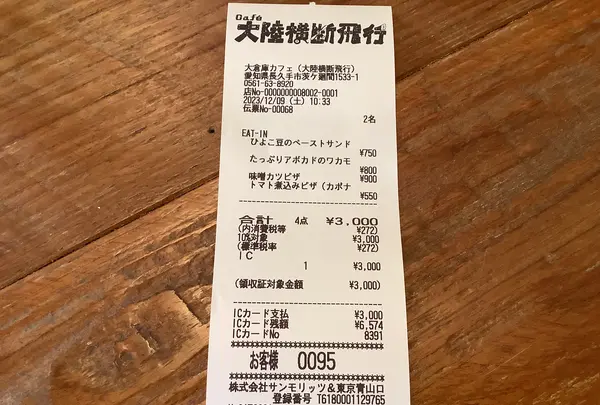 Café
大陸横断飛行
大倉庫カフェ(大陸横断飛行)
愛知県長久手市茨ケ廻間1533-1
0561-63-8920
店No-0000000008002-0001
2023/12/09(土) 10:33
伝票No-00068
2名
EAT-IN
ひよこ豆のペーストサンド
¥750
たっぷりアボカドのワカモ
¥800
味噌カツピザ ¥900
トマト煮込みピザ(カポナ
¥550
合計 4点 ¥3,000
(内消費税等 ¥272)
10%対象 ¥3,000
(標準税率 ¥272)
IC
1 ¥3,000
(領収証対象金額 ¥3,000)
ICカード支払 ¥3,000
ICカード残額 ¥6,574
ICカードNo 8391
お客様 0095
株式会社サンモリッツ&東京青山口
登録番号 T6180001129765